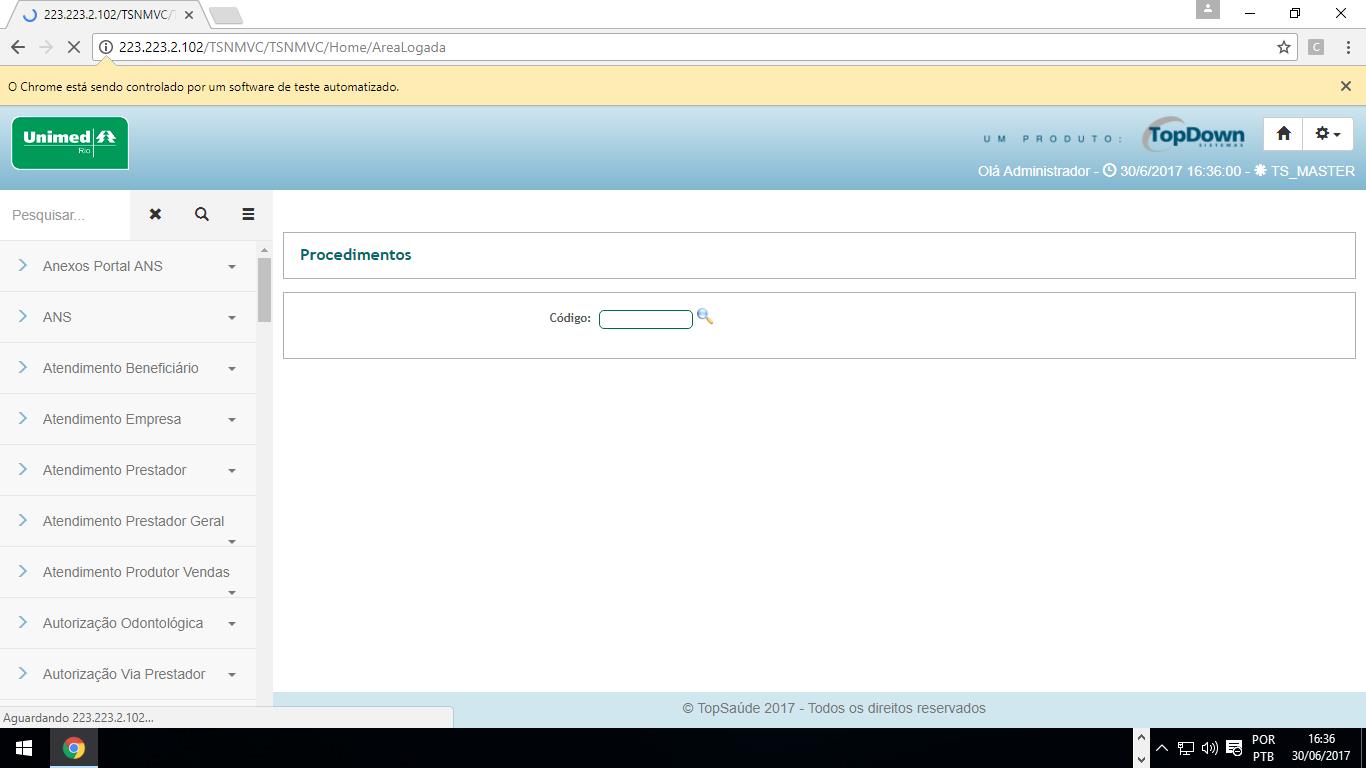 223.223.2.102/TSNMVC/T
223.223.2.102/TSNMVC/TSNMVC/Home/AreaLogada
C
O Chrome está sendo controlado por um software de teste automatizado.
Unimed
Rio
UM PRODUTO:
TopDown
SISTEMAS
Olá Administrador - 30/6/2017 16:36:00 - TS_MASTER
Pesquisar...
Procedimentos
Anexos Portal ANS
ANS
Código:
Atendimento Beneficiário
Atendimento Empresa
Atendimento Prestador
Atendimento Prestador Geral
Atendimento Produtor Vendas
Autorização Odontológica
Autorização Via Prestador
© TopSaúde 2017 - Todos os direitos reservados
Aguardando 223.223.2.102...
POR
PTB
16:36
30/06/2017